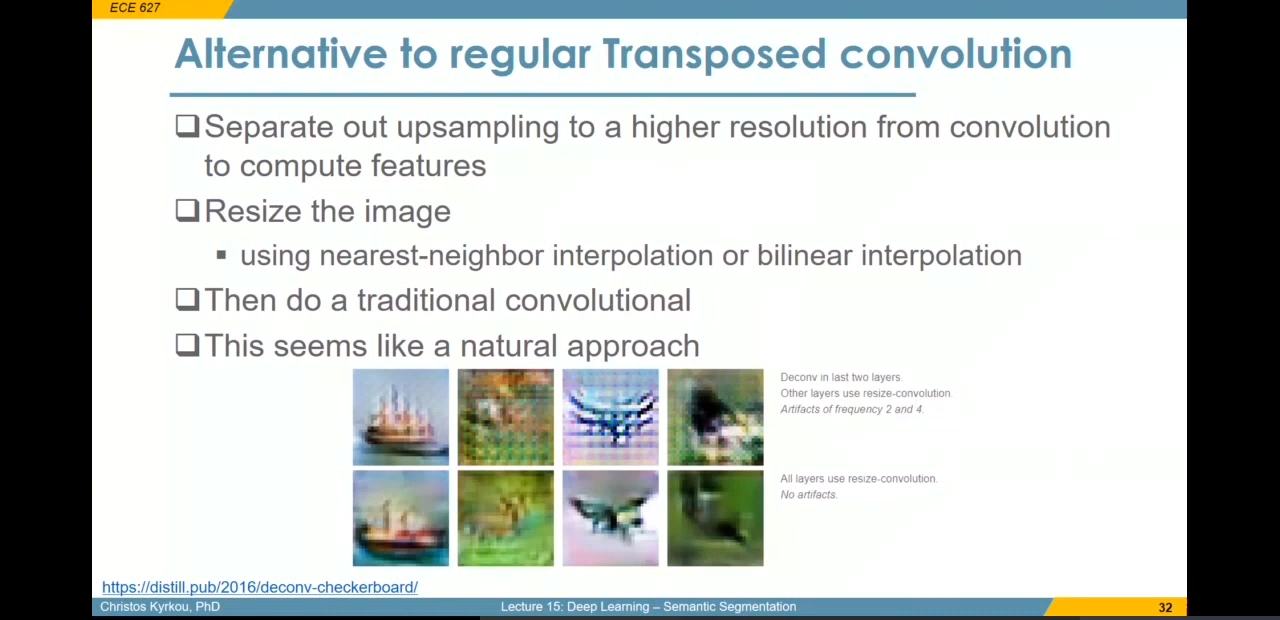 ECE 627
Alternative to regular Transposed convolution
Separate out upsampling to a higher resolution from convolution
to compute features
Resize the image
using nearest-neighbor interpolation or bilinear interpolation
Then do a traditional convolutional
This seems like a natural approach
Deconv in last two layers.
Other layers use resize-convolution.
Artifacts of frequency 2 and 4.
All layers use resize-convolution.
No artifacts.
https://distill.pub/2016/deconv-checkerboard/
Christos Kyrkou, PhD
Lecture 15: Deep Learning – Semantic Segmentation
32